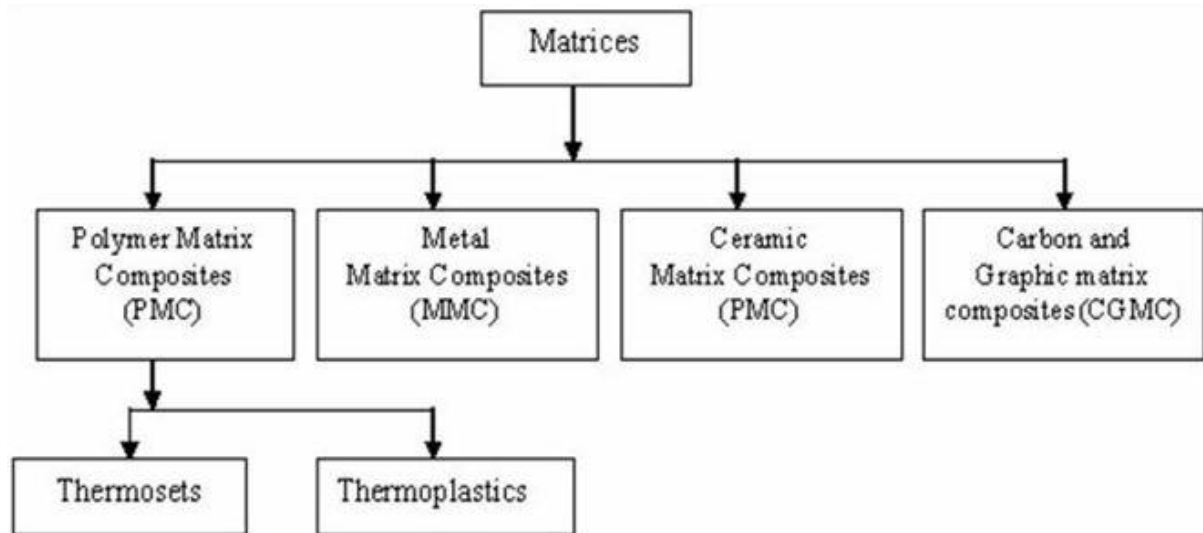 Matrices
Polymer Matrix
Composites
(PMC)
Metal
Matrix Composites
(MMC)
Ceramic
Matrix Composites
(PMC)
Carbon and
Graphic matrix
composites (CGMC)
Thermosets
Thermoplastics